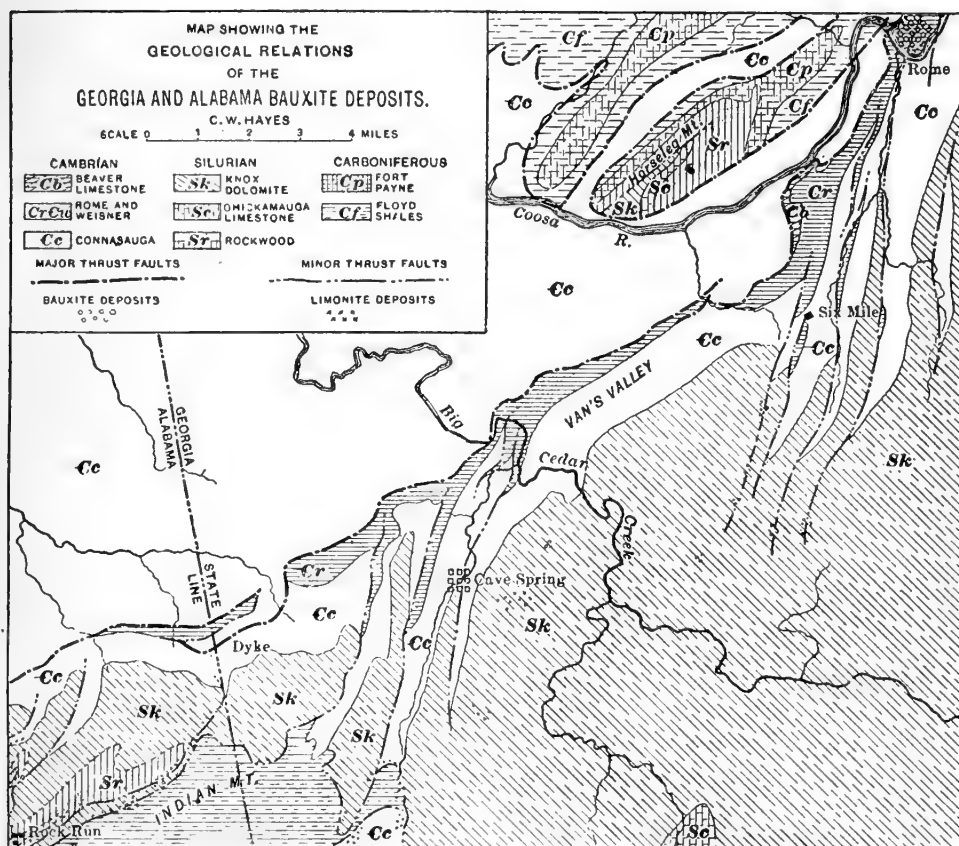 MAP SHOWING THE
GEOLOGICAL RELATIONS
OF THE
GEORGIA AND ALABAMA BAUXITE DEPOSITS.
C. W. HAYES
SCALE 0 1 2 3 4 MILES
CAMBRIAN
Cb BEAVER
LIMESTONE
CrCn ROME AND
WEISNER
Cc CONNASAUGA
SILURIAN
Sk KNOX
DOLOMITE
Sc CHICKAMAUGA
LIMESTONE
Sr ROCKWOOD
CARBONIFEROUS
Cp FORT
PAYNE
Cf FLOYD
SHALES
MAJOR THRUST FAULTS
MINOR THRUST FAULTS
BAUXITE DEPOSITS
LIMONITE DEPOSITS
Cf
Cp
Cc
Cp
Rome
Cc
Cc
Cf
Horseleg Mt.
Sr
Sc
Sk
Cr
Cb
Coosa
R.
Cc
Six Mile
Cc
Cc
VAN'S VALLEY
GEORGIA
ALABAMA
Big
Cedar
Creek
Sk
Cc
STATE
LINE
Cr
Cave Spring
Sk
Cc
Dyke
Cc
Cc
Sk
Sk
Sk
Sr
INDIAN MT.
Rock Run
Cc
Sc